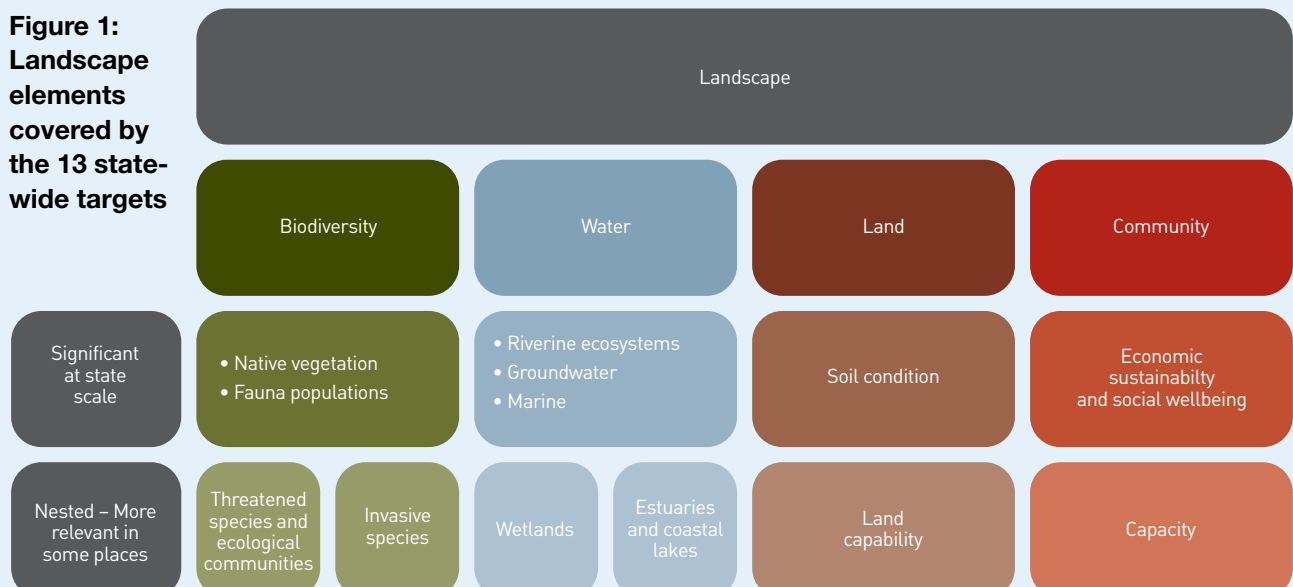 Figure 1:
Landscape
elements
covered by
the 13 state-
wide targets
Landscape
Biodiversity
Water
Land
Community
Significant
at state
scale
• Native vegetation
• Fauna populations
• Riverine ecosystems
• Groundwater
• Marine
Soil condition
Economic
sustainabilty
and social wellbeing
Nested – More
relevant in
some places
Threatened
species and
ecological
communities
Invasive
species
Wetlands
Estuaries
and coastal
lakes
Land
capability
Capacity